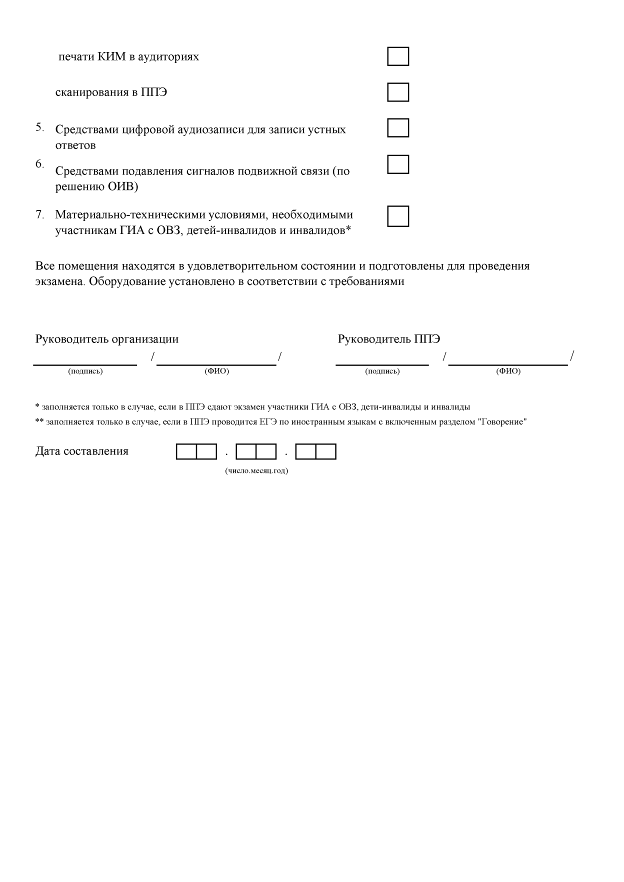 печати КИМ в аудиториях
сканирования в ППЭ
5. Средствами цифровой аудиозаписи для записи устных
ответов
6. Средствами подавления сигналов подвижной связи (по
решению ОИВ)
7. Материально-техническими условиями, необходимыми
участникам ГИА с ОВЗ, детей-инвалидов и инвалидов*
Все помещения находятся в удовлетворительном состоянии и подготовлены для проведения
экзамена. Оборудование установлено в соответствии с требованиями
Руководитель организации Руководитель ППЭ
/ / / /
(подпись) (ФИО) (подпись) (ФИО)
* заполняется только в случае, если в ППЭ сдают экзамен участники ГИА с ОВЗ, дети-инвалиды и инвалиды
** заполняется только в случае, если в ППЭ проводится ЕГЭ по иностранным языкам с включенным разделом "Говорение"
Дата составления . .
(число.месяц.год)